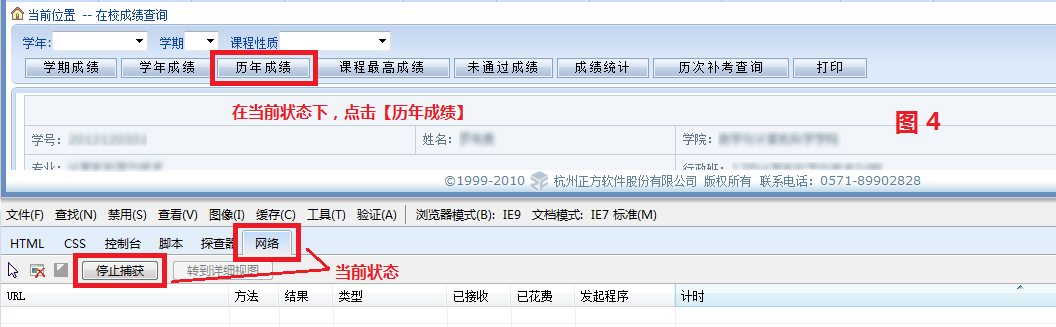 当前位置 -- 在校成绩查询
学年: 学期 课程性质
学期成绩 学年成绩 历年成绩 课程最高成绩 未通过成绩 成绩统计 历次补考查询 打印
在当前状态下，点击【历年成绩】
图 4
学号： 姓名： 学院：
专业： 行政班：
©1999-2010 杭州正方软件股份有限公司 版权所有 联系电话：0571-89902828
文件(F) 查找(N) 禁用(S) 查看(V) 图像(I) 缓存(C) 工具(T) 验证(A) 浏览器模式(B): IE9 文档模式: IE7 标准(M)
HTML CSS 控制台 脚本 探查器 网络
停止捕获 转到详细视图 当前状态
URL 方法 结果 类型 已接收 已花费 发起程序 计时